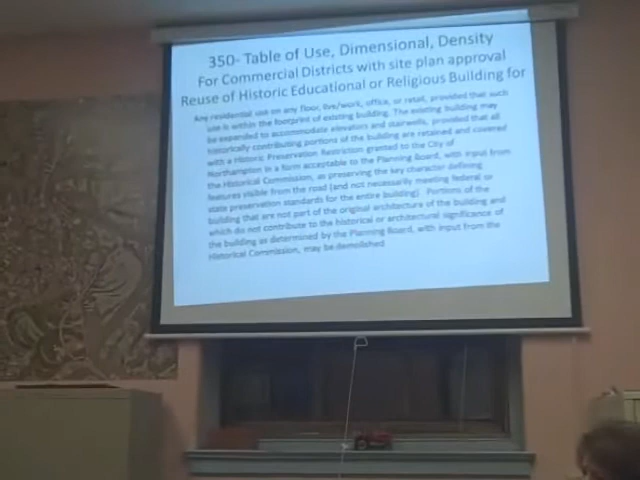 350- Table of Use, Dimensional, Density
For Commercial Districts with site plan approval
Reuse of Historic Educational or Religious Building for
Any residential use on any floor, live/work, office, or retail, provided that such
use is within the footprint of existing building. The existing building may
be expanded to accommodate elevators and stairwells, provided that all
historically contributing portions of the building are retained and covered
with a Historic Preservation Restriction granted to the City of
Northampton in a form acceptable to the Planning Board, with input from
the Historical Commission, as preserving the key character defining
features visible from the road (and not necessarily meeting federal or
state preservation standards for the entire building) Portions of the
building that are not part of the original architecture of the building and
which do not contribute to the historical or architectural significance of
the building as determined by the Planning Board, with input from the
Historical Commission, may be demolished